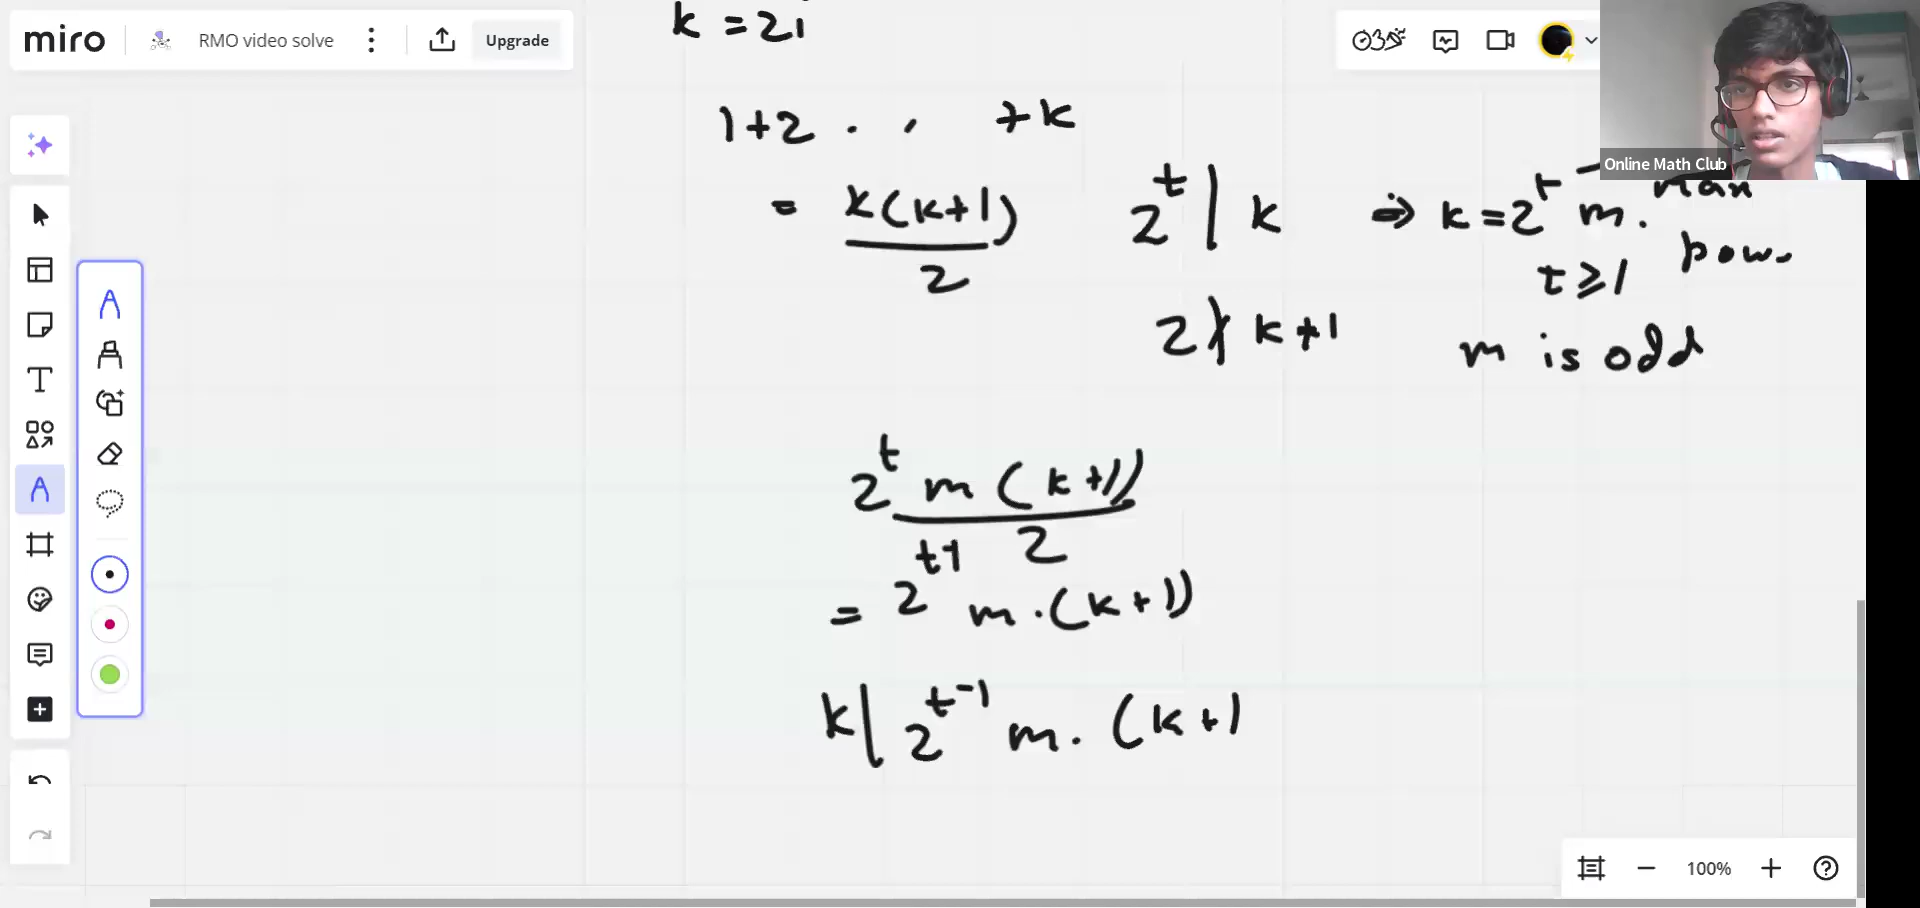 k = 2i
miro
RMO video solve
Upgrade
Online Math Club
1+2 . . +k
= k(k+1)/2
2^t | k
⇒ k = 2^t m.
max
pow.
t ≥ 1
2 ∤ k+1
m is odd
2^t m (k+1)/2
= 2^{t-1} m . (k+1)
k | 2^{t-1} m . (k+1
100%